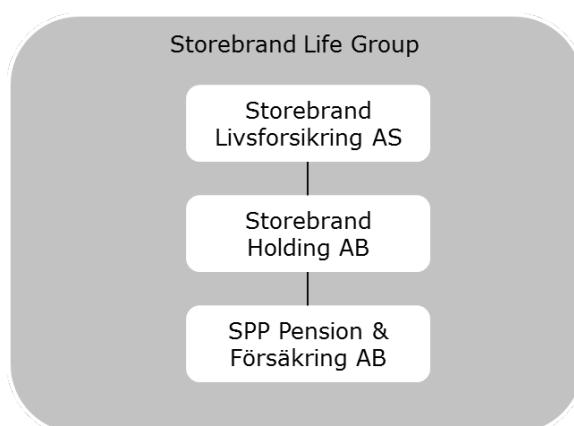 Storebrand Life Group
Storebrand
Livsforsikring AS
Storebrand
Holding AB
SPP Pension &
Försäkring AB